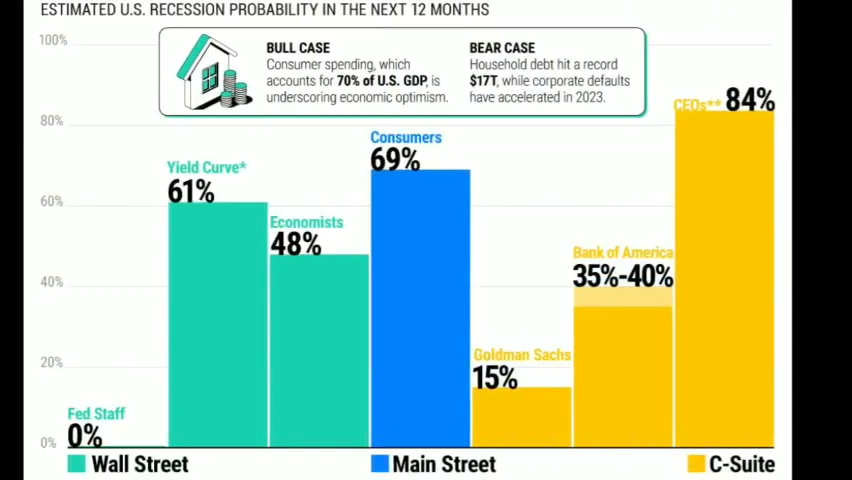 ESTIMATED U.S. RECESSION PROBABILITY IN THE NEXT 12 MONTHS
BULL CASE
Consumer spending, which
accounts for 70% of U.S. GDP, is
underscoring economic optimism.
BEAR CASE
Household debt hit a record
$17T, while corporate defaults
have accelerated in 2023.
100%
80%
60%
40%
20%
0%
Fed Staff
0%
Yield Curve*
61%
Economists
48%
Consumers
69%
Goldman Sachs
15%
Bank of America
35%-40%
CEOs** 84%
Wall Street
Main Street
C-Suite